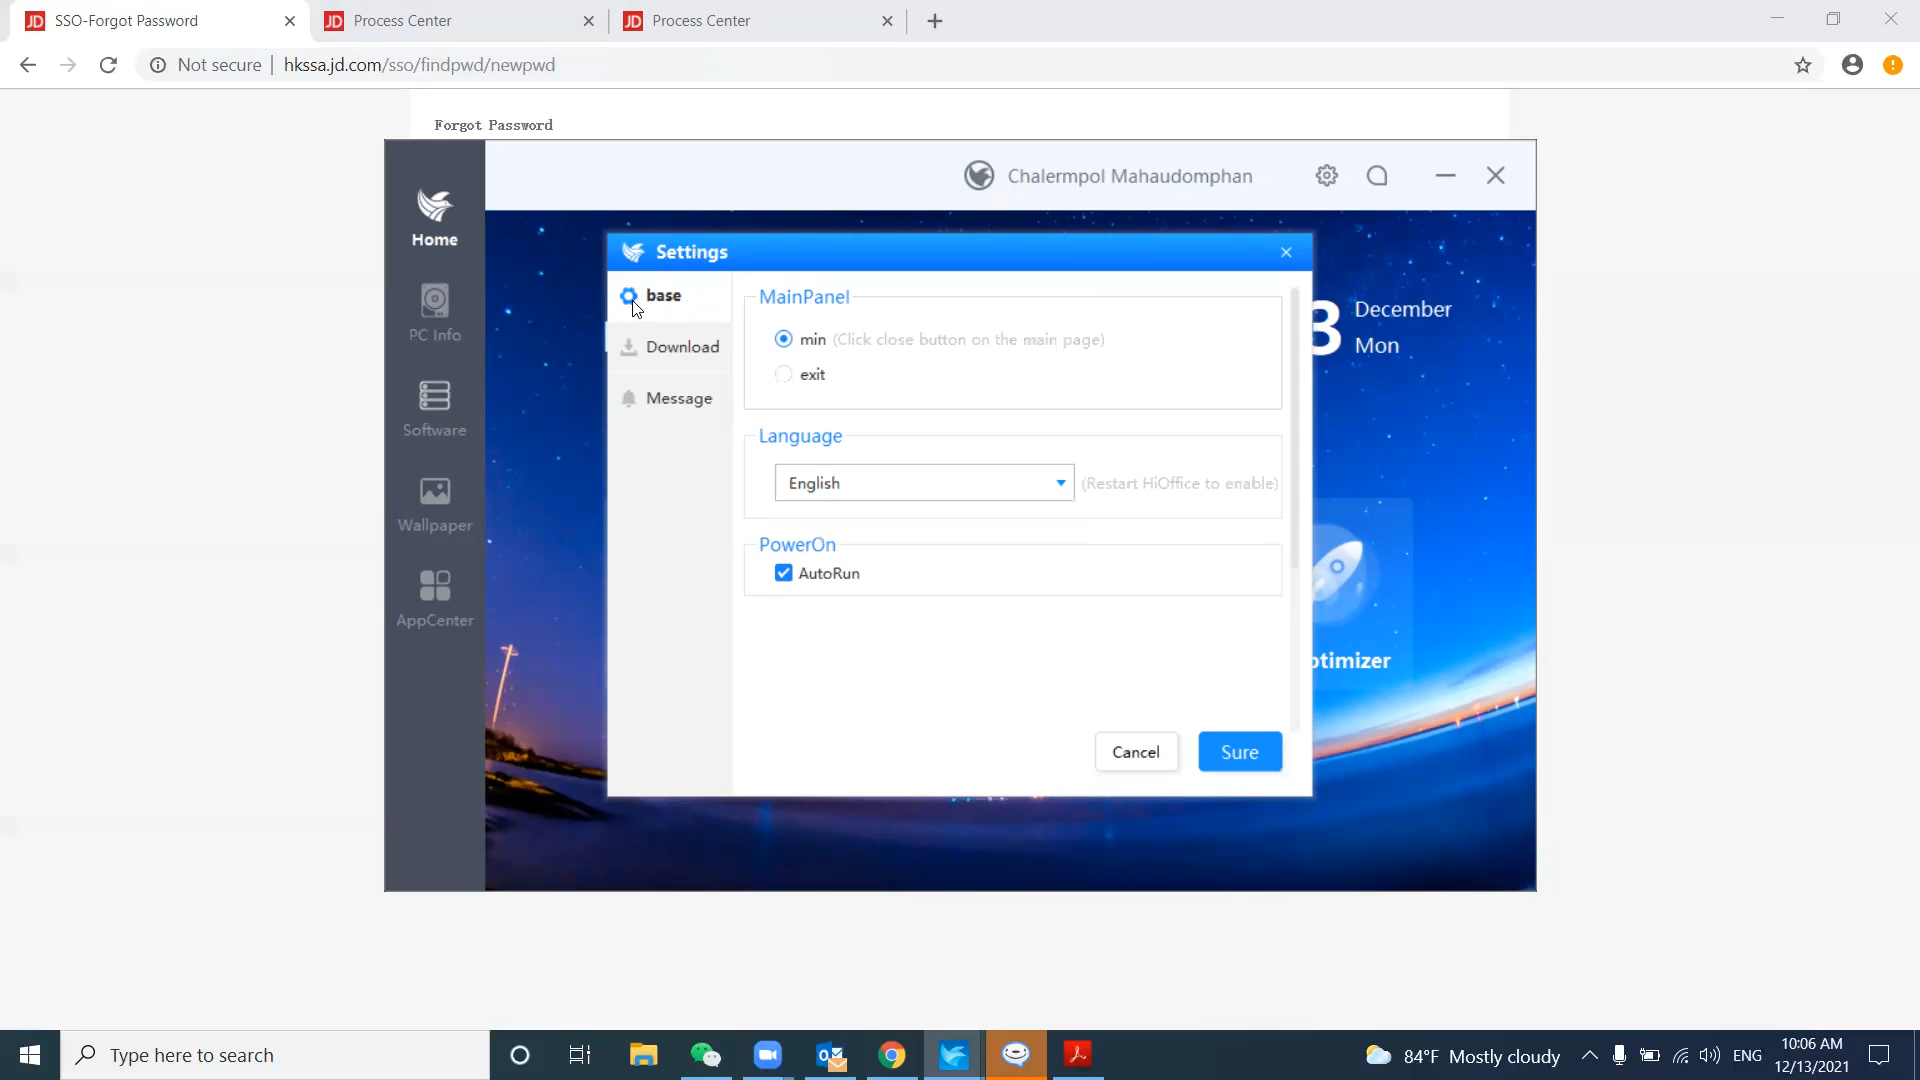 JD SSO-Forgot Password
JD Process Center
JD Process Center
Not secure | hkssa.jd.com/sso/findpwd/newpwd
Forgot Password
Chalermpol Mahaudomphan
Home
PC Info
Software
Wallpaper
AppCenter
Settings
base
Download
Message
MainPanel
min (Click close button on the main page)
exit
Language
English
(Restart HiOffice to enable)
PowerOn
AutoRun
Cancel
Sure
3
December
Mon
ptimizer
Type here to search
84°F Mostly cloudy
ENG
10:06 AM
12/13/2021